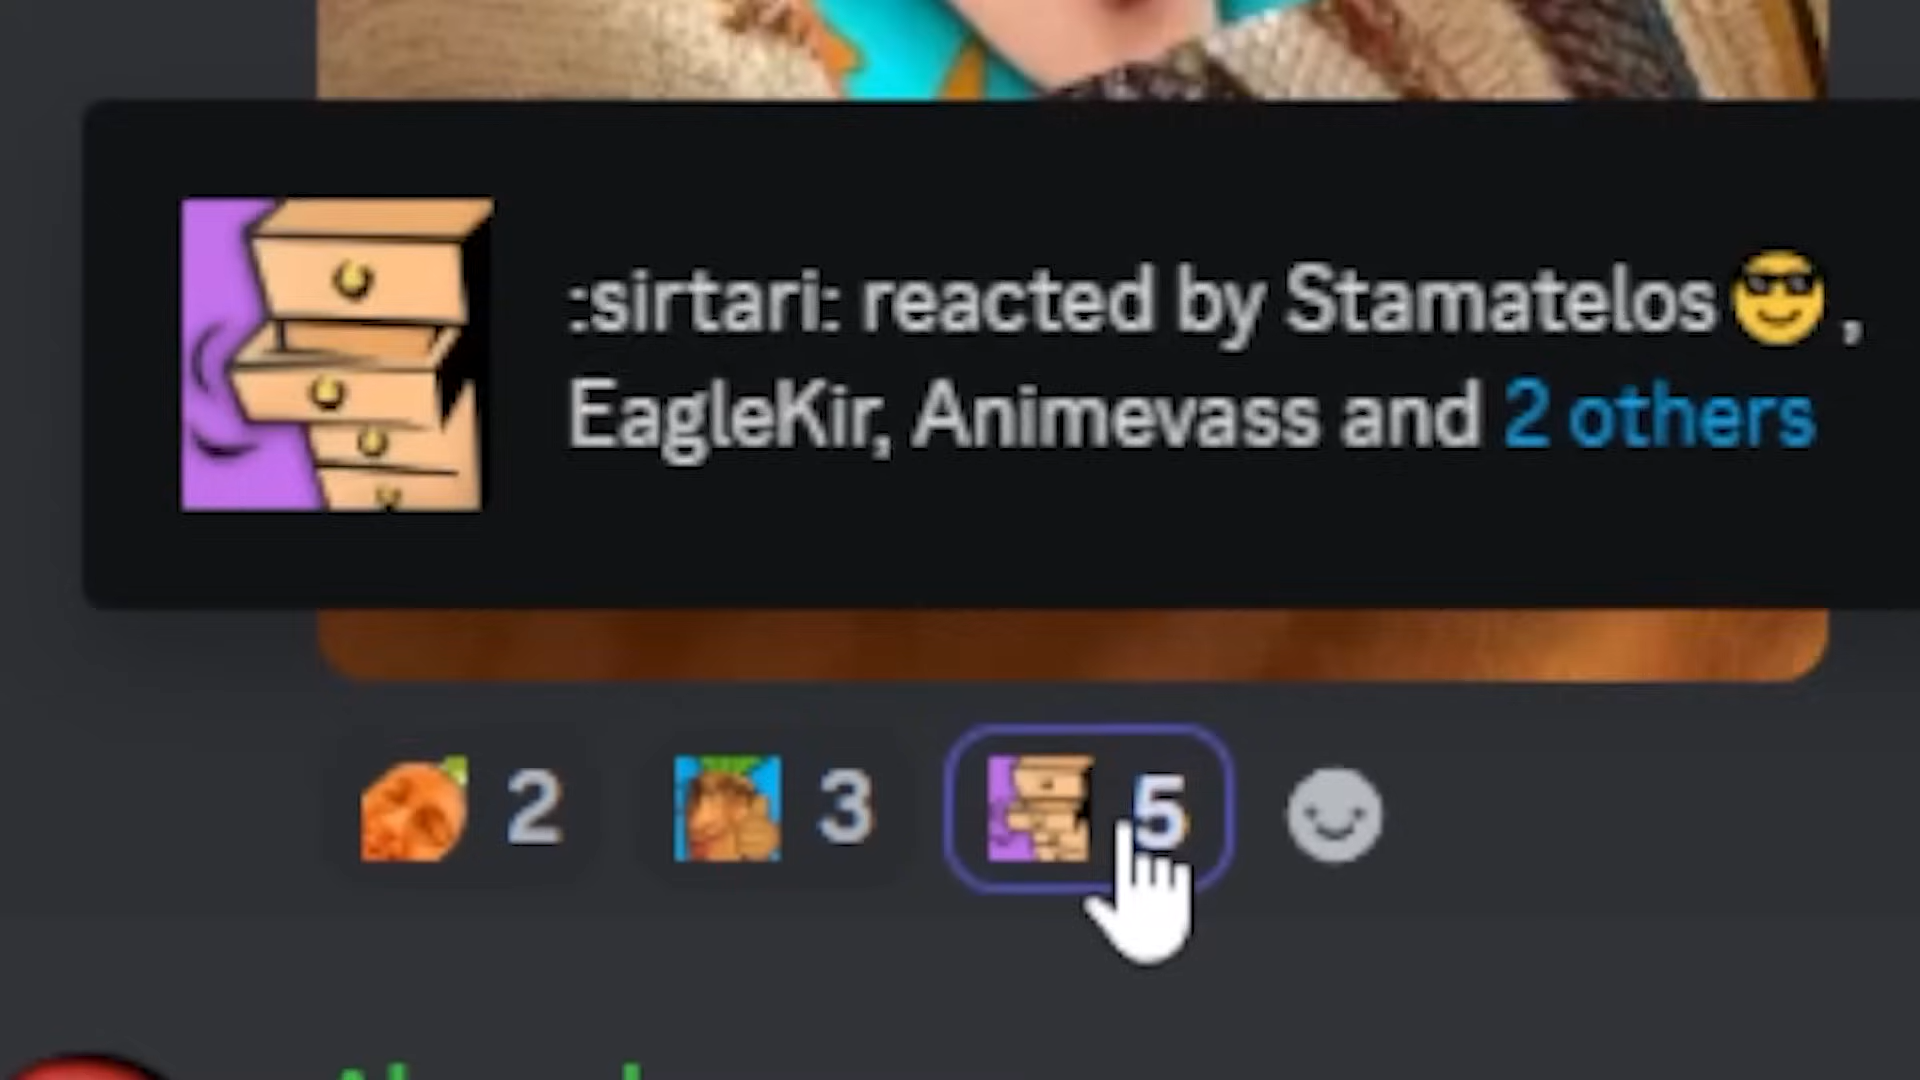 :sirtari: reacted by Stamatelos😎,
EagleKir, Animevass and 2 others
2 3 5